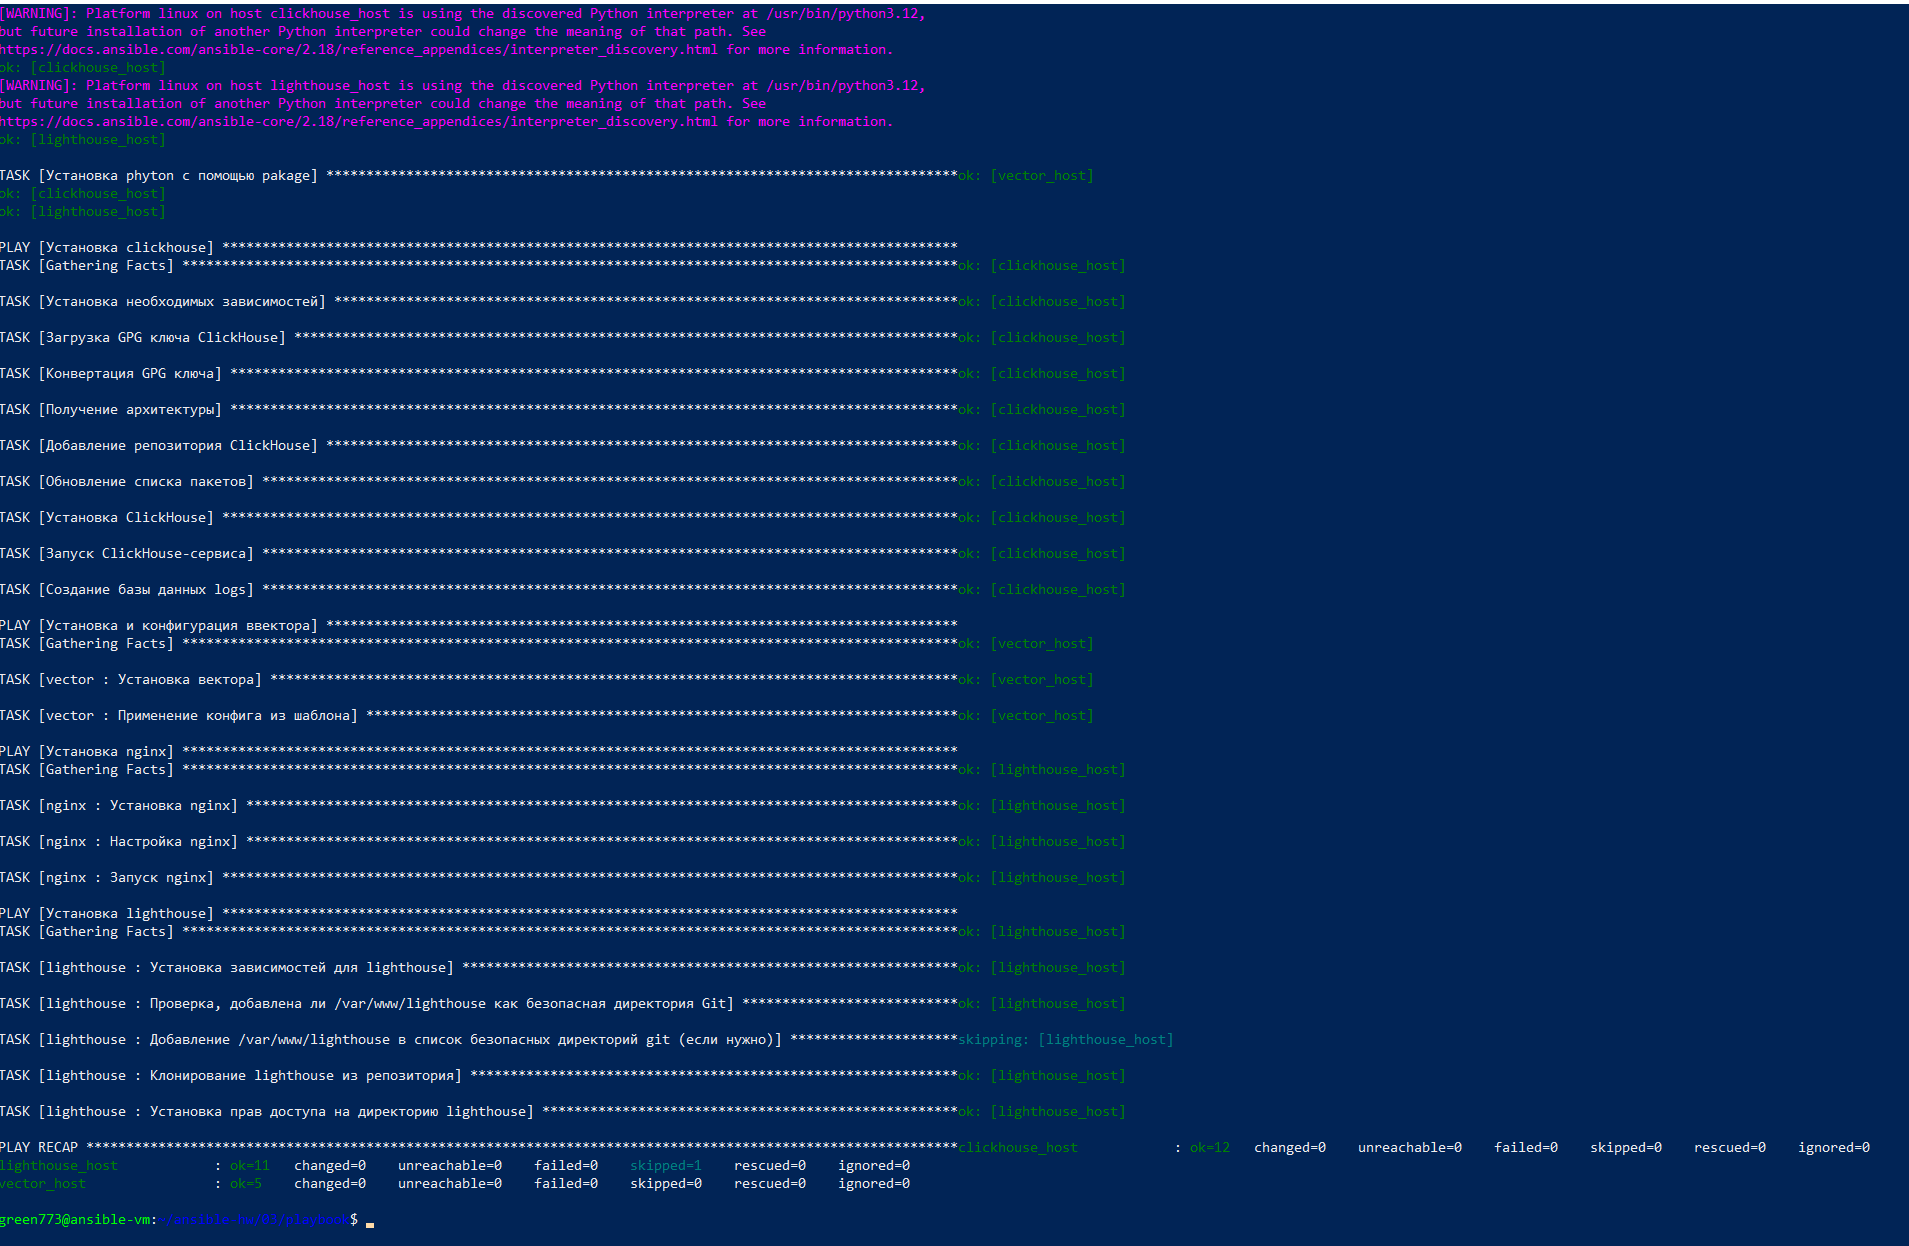 [WARNING]: Platform linux on host clickhouse_host is using the discovered Python interpreter at /usr/bin/python3.12,
but future installation of another Python interpreter could change the meaning of that path. See
https://docs.ansible.com/ansible-core/2.18/reference_appendices/interpreter_discovery.html for more information.
ok: [clickhouse_host]
[WARNING]: Platform linux on host lighthouse_host is using the discovered Python interpreter at /usr/bin/python3.12,
but future installation of another Python interpreter could change the meaning of that path. See
https://docs.ansible.com/ansible-core/2.18/reference_appendices/interpreter_discovery.html for more information.
ok: [lighthouse_host]
TASK [Установка phyton с помощью pakage] *******************************************************************************ok: [vector_host]
ok: [clickhouse_host]
ok: [lighthouse_host]
PLAY [Установка clickhouse] ********************************************************************************************
TASK [Gathering Facts] *************************************************************************************************ok: [clickhouse_host]
TASK [Установка необходимых зависимостей] ******************************************************************************ok: [clickhouse_host]
TASK [Загрузка GPG ключа ClickHouse] ***********************************************************************************ok: [clickhouse_host]
TASK [Конвертация GPG ключа] *******************************************************************************************ok: [clickhouse_host]
TASK [Получение архитектуры] *******************************************************************************************ok: [clickhouse_host]
TASK [Добавление репозитория ClickHouse] *******************************************************************************ok: [clickhouse_host]
TASK [Обновление списка пакетов] ***************************************************************************************ok: [clickhouse_host]
TASK [Установка ClickHouse] ********************************************************************************************ok: [clickhouse_host]
TASK [Запуск ClickHouse-сервиса] ***************************************************************************************ok: [clickhouse_host]
TASK [Создание базы данных logs] ***************************************************************************************ok: [clickhouse_host]
PLAY [Установка и конфигурация ввектора] *******************************************************************************
TASK [Gathering Facts] *************************************************************************************************ok: [vector_host]
TASK [vector : Установка вектора] **************************************************************************************ok: [vector_host]
TASK [vector : Применение конфига из шаблона] **************************************************************************ok: [vector_host]
PLAY [Установка nginx] *************************************************************************************************
TASK [Gathering Facts] *************************************************************************************************ok: [lighthouse_host]
TASK [nginx : Установка nginx] *****************************************************************************************ok: [lighthouse_host]
TASK [nginx : Настройка nginx] *****************************************************************************************ok: [lighthouse_host]
TASK [nginx : Запуск nginx] ********************************************************************************************ok: [lighthouse_host]
PLAY [Установка lighthouse] ********************************************************************************************
TASK [Gathering Facts] *************************************************************************************************ok: [lighthouse_host]
TASK [lighthouse : Установка зависимостей для lighthouse] **************************************************************ok: [lighthouse_host]
TASK [lighthouse : Проверка, добавлена ли /var/www/lighthouse как безопасная директория Git] ***************************ok: [lighthouse_host]
TASK [lighthouse : Добавление /var/www/lighthouse в список безопасных директорий git (если нужно)] *********************skipping: [lighthouse_host]
TASK [lighthouse : Клонирование lighthouse из репозитория] *************************************************************ok: [lighthouse_host]
TASK [lighthouse : Установка прав доступа на директорию lighthouse] ****************************************************ok: [lighthouse_host]
PLAY RECAP *************************************************************************************************************clickhouse_host : ok=12 changed=0 unreachable=0 failed=0 skipped=0 rescued=0 ignored=0
lighthouse_host : ok=11 changed=0 unreachable=0 failed=0 skipped=1 rescued=0 ignored=0
vector_host : ok=5 changed=0 unreachable=0 failed=0 skipped=0 rescued=0 ignored=0
green773@ansible-vm:$